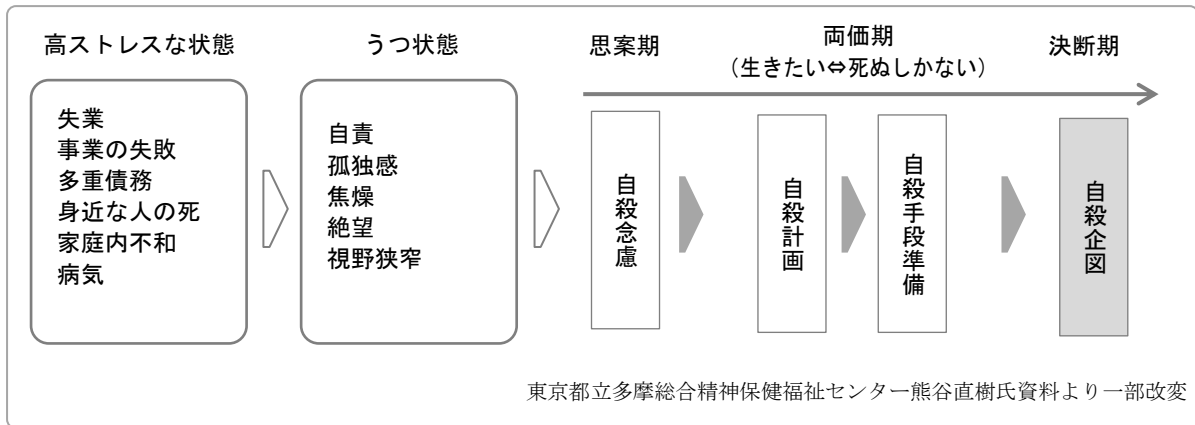 高ストレスな状態
失業
事業の失敗
多重債務
身近な人の死
家庭内不和
病気
うつ状態
自責
孤独感
焦燥
絶望
視野狭窄
思案期
両価期
（生きたい⇔死ぬしかない）
決断期
自殺念慮
自殺計画
自殺手段準備
自殺企図
東京都立多摩総合精神保健福祉センター熊谷直樹氏資料より一部改変